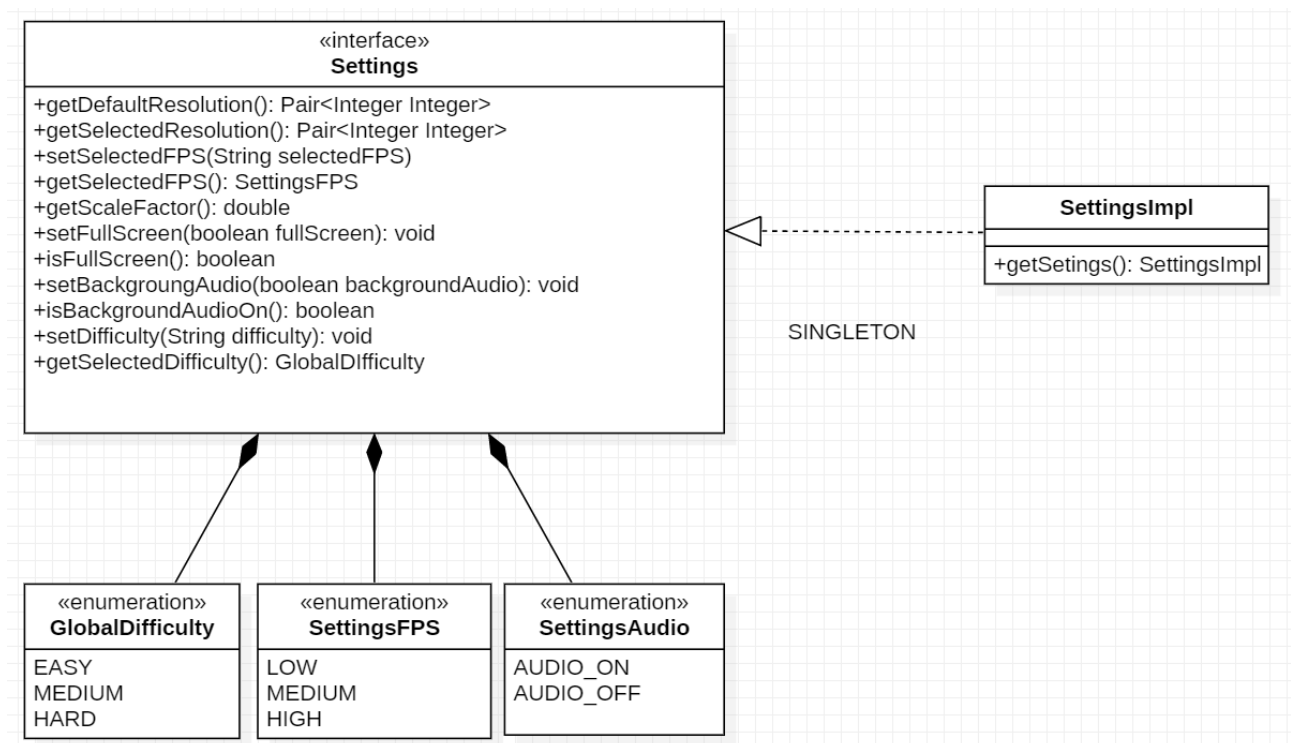 «interface»
Settings
+getDefaultResolution(): Pair<Integer Integer>
+getSelectedResolution(): Pair<Integer Integer>
+setSelectedFPS(String selectedFPS)
+getSelectedFPS(): SettingsFPS
+getScaleFactor(): double
+setFullScreen(boolean fullScreen): void
+isFullScreen(): boolean
+setBackgroungAudio(boolean backgroundAudio): void
+isBackgroundAudioOn(): boolean
+setDifficulty(String difficulty): void
+getSelectedDifficulty(): GlobalDIfficulty
SettingsImpl
+getSetings(): SettingsImpl
SINGLETON
«enumeration»
GlobalDifficulty
EASY
MEDIUM
HARD
«enumeration»
SettingsFPS
LOW
MEDIUM
HIGH
«enumeration»
SettingsAudio
AUDIO_ON
AUDIO_OFF